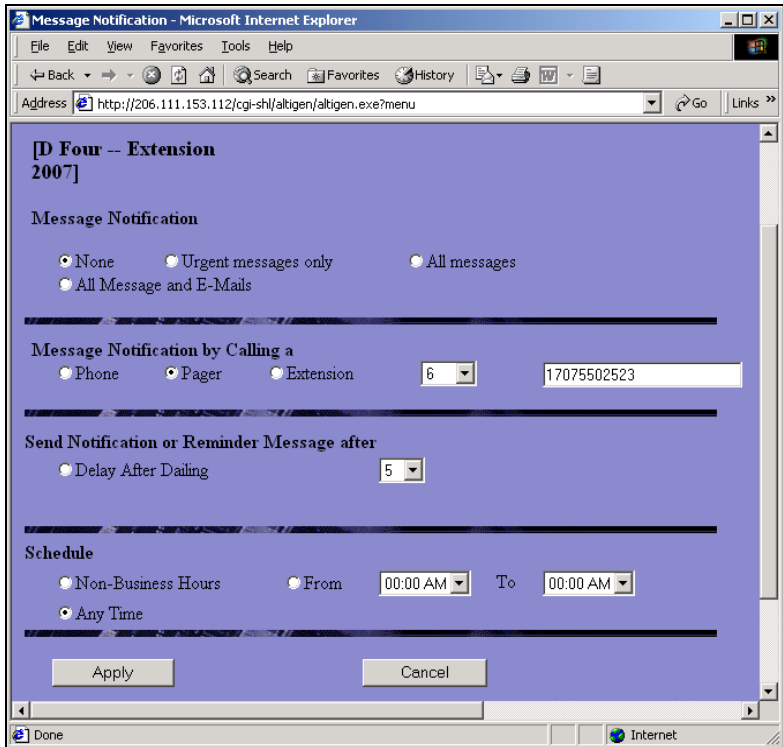 Message Notification - Microsoft Internet Explorer
File Edit View Favorites Tools Help
Back Search Favorites History
Address http://206.111.153.112/cgi-shl/altigen/altigen.exe?menu Go Links »
[D Four -- Extension
2007]
Message Notification
None Urgent messages only All messages
All Message and E-Mails
Message Notification by Calling a
Phone Pager Extension 6 17075502523
Send Notification or Reminder Message after
Delay After Dailing 5
Schedule
Non-Business Hours From 00:00 AM To 00:00 AM
Any Time
Apply Cancel
Done Internet